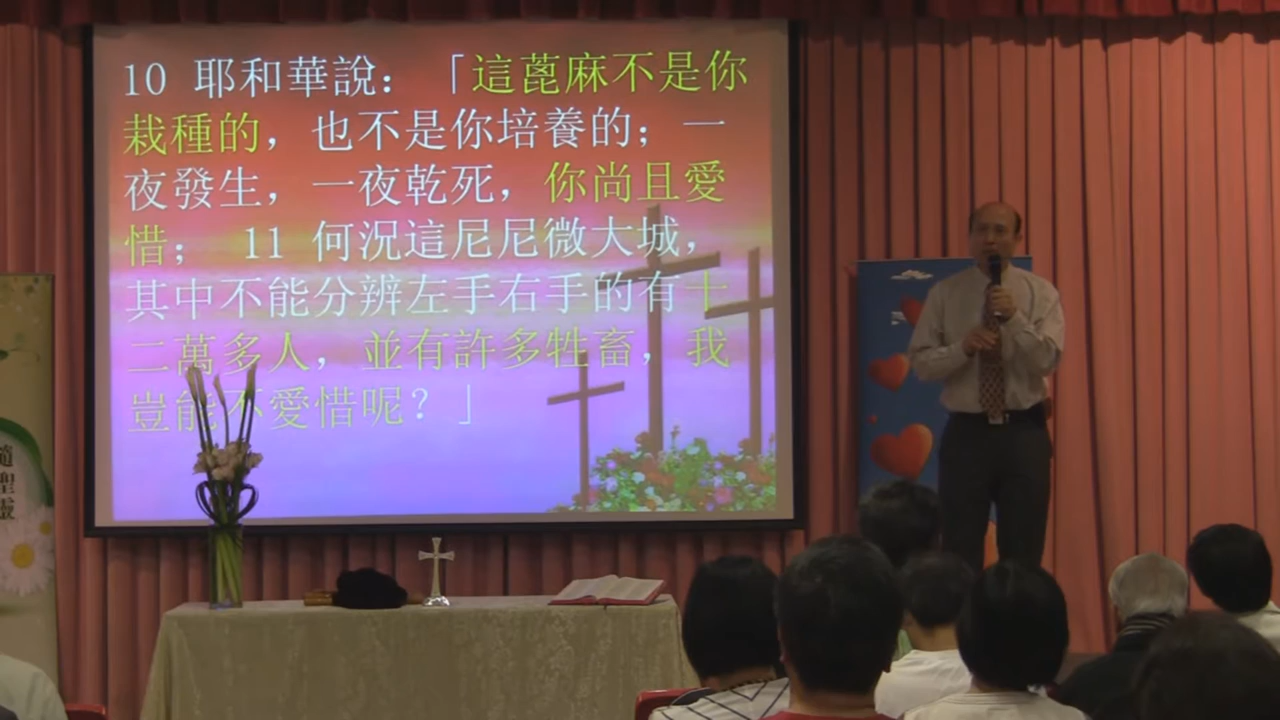 10 耶和華說：「這蓖麻不是你
栽種的，也不是你培養的；一
夜發生，一夜乾死，你尚且愛
惜； 11 何況這尼尼微大城，
其中不能分辨左手右手的有十
二萬多人，並有許多牲畜，我
豈能不愛惜呢？」
隨聖靈